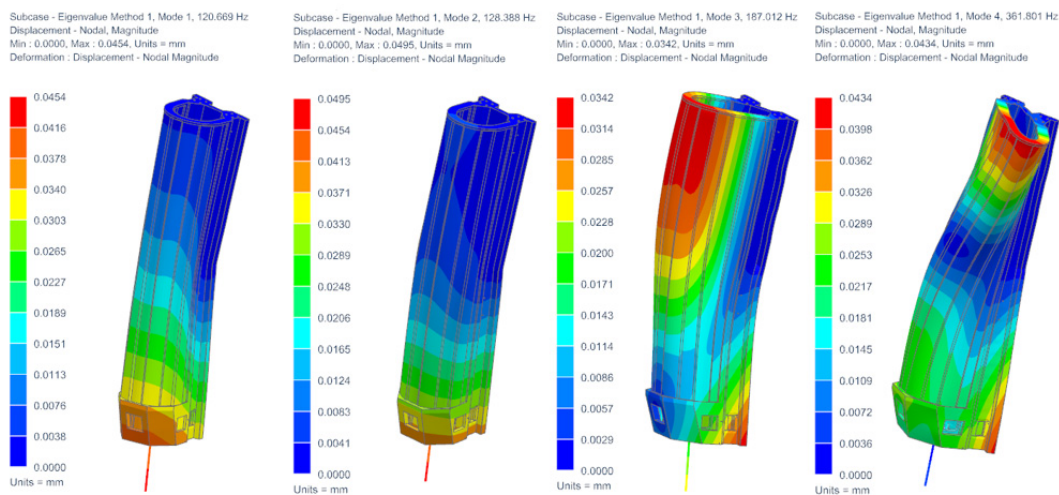 Subcase - Eigenvalue Method 1, Mode 1, 120.669 Hz
Displacement - Nodal, Magnitude
Min : 0.0000, Max : 0.0454, Units = mm
Deformation : Displacement - Nodal Magnitude
0.0454
0.0416
0.0378
0.0340
0.0303
0.0265
0.0227
0.0189
0.0151
0.0113
0.0076
0.0038
0.0000
Units = mm
Subcase - Eigenvalue Method 1, Mode 2, 128.388 Hz
Displacement - Nodal, Magnitude
Min : 0.0000, Max : 0.0495, Units = mm
Deformation : Displacement - Nodal Magnitude
0.0495
0.0454
0.0413
0.0371
0.0330
0.0289
0.0248
0.0206
0.0165
0.0124
0.0083
0.0041
0.0000
Units = mm
Subcase - Eigenvalue Method 1, Mode 3, 187.012 Hz
Displacement - Nodal, Magnitude
Min : 0.0000, Max : 0.0342, Units = mm
Deformation : Displacement - Nodal Magnitude
0.0342
0.0314
0.0285
0.0257
0.0228
0.0200
0.0171
0.0143
0.0114
0.0086
0.0057
0.0029
0.0000
Units = mm
Subcase - Eigenvalue Method 1, Mode 4, 361.801 Hz
Displacement - Nodal, Magnitude
Min : 0.0000, Max : 0.0434, Units = mm
Deformation : Displacement - Nodal Magnitude
0.0434
0.0398
0.0362
0.0326
0.0289
0.0253
0.0217
0.0181
0.0145
0.0109
0.0072
0.0036
0.0000
Units = mm